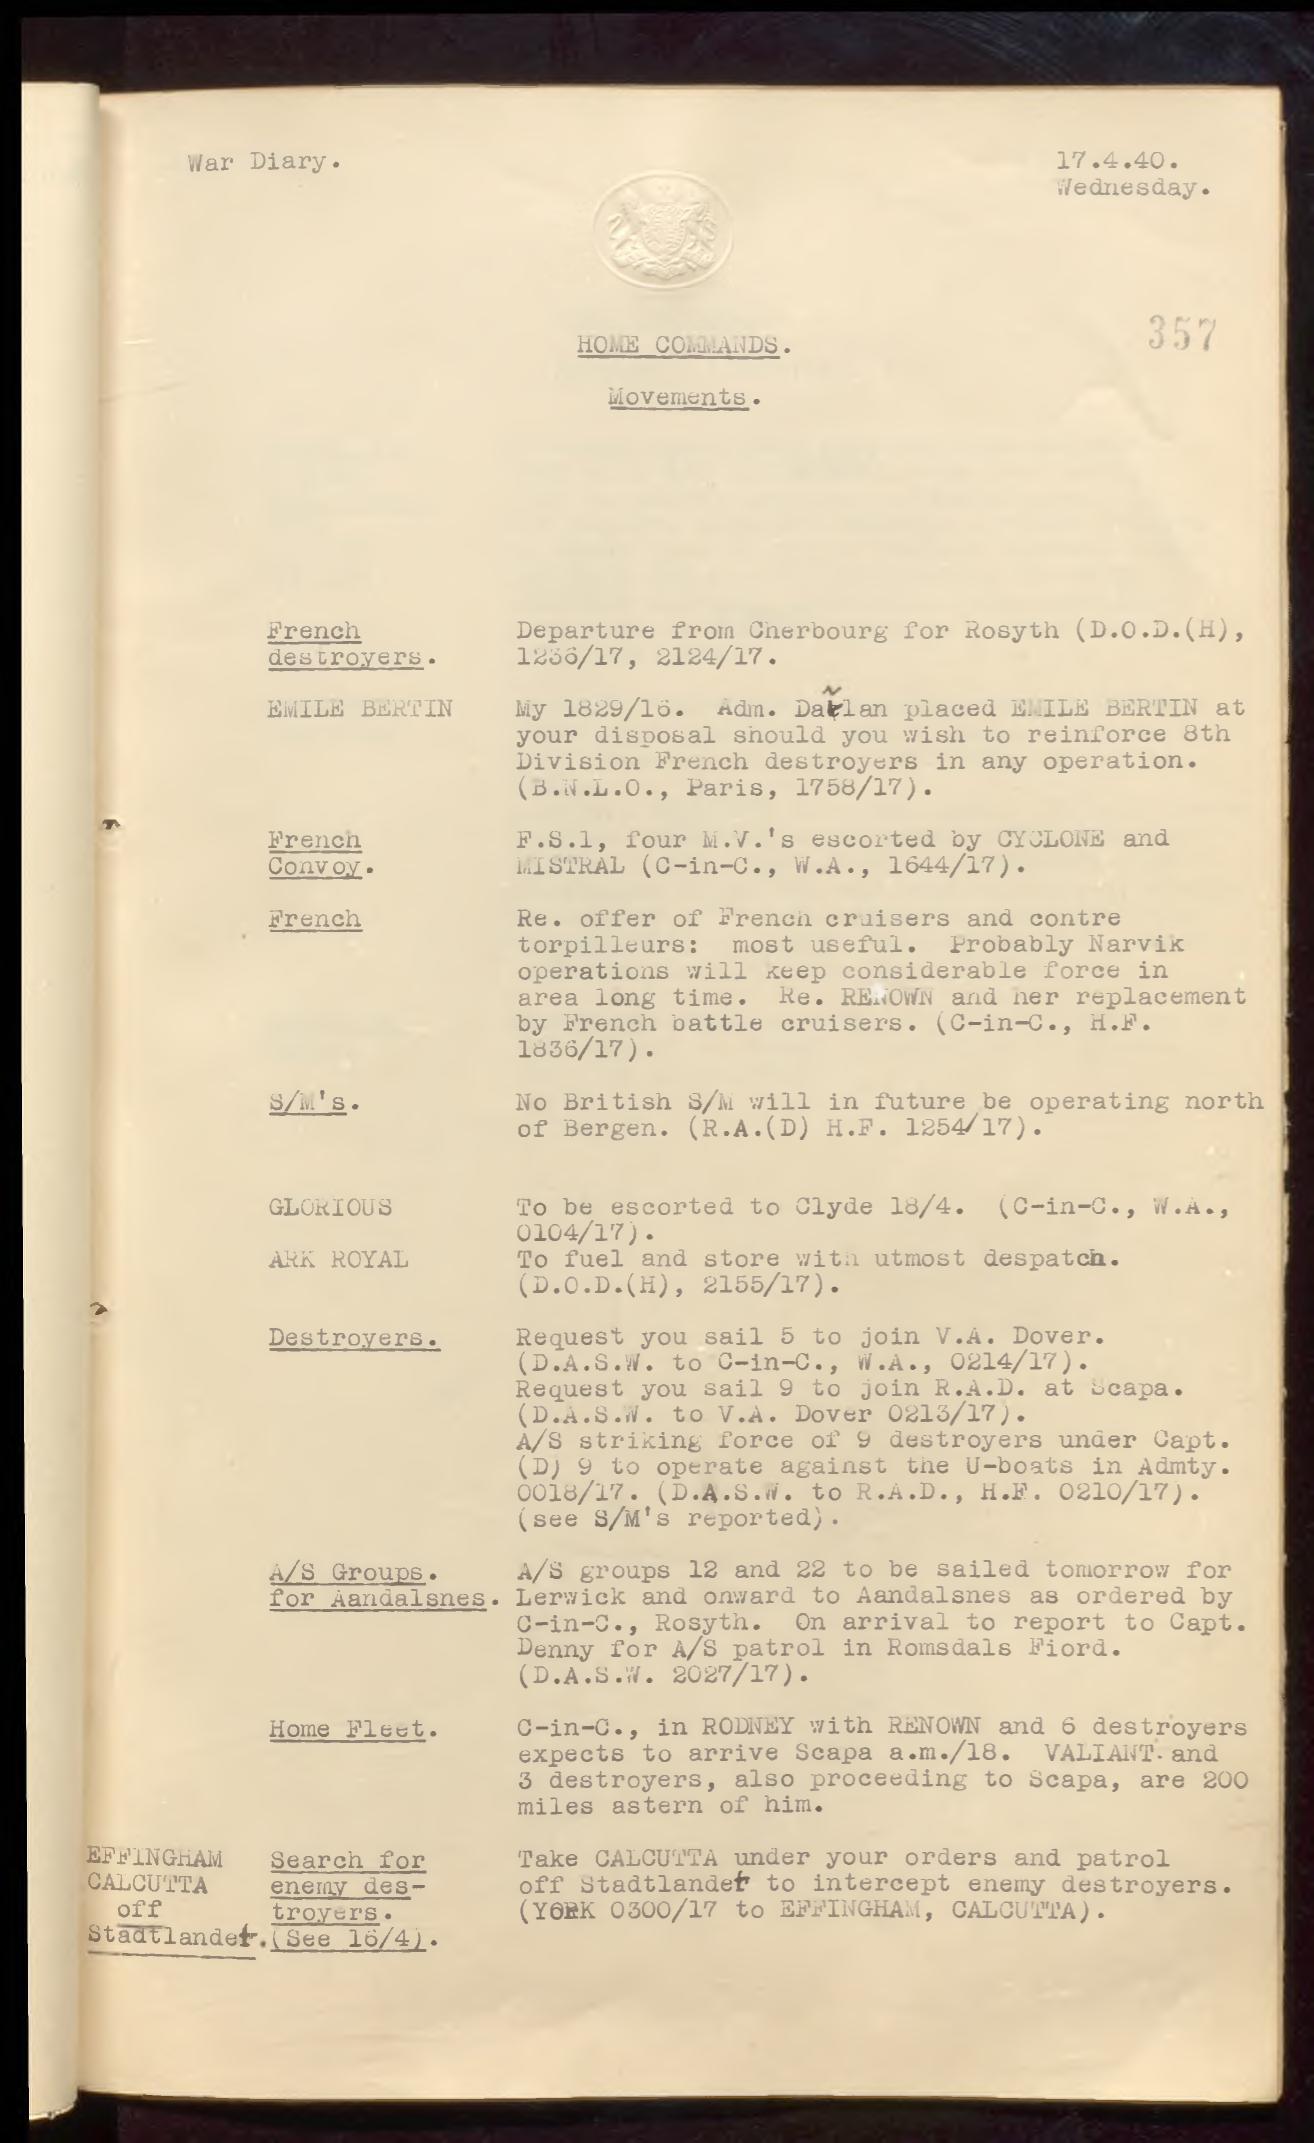 War Diary.
17.4.40.
Wednesday.
357
HOME COMMANDS.
Movements.
French
destroyers.
Departure from Cherbourg for Rosyth (D.O.D.(H),
1236/17, 2124/17.
EMILE BERTIN
My 1829/16. Adm. Darlan placed EMILE BERTIN at
your disposal should you wish to reinforce 8th
Division French destroyers in any operation.
(B.N.L.O., Paris, 1758/17).
French
Convoy.
F.S.1, four M.V.'s escorted by CYCLONE and
MISTRAL (C-in-C., W.A., 1644/17).
French
Re. offer of French cruisers and contre
torpilleurs: most useful. Probably Narvik
operations will keep considerable force in
area long time. Re. RENOWN and her replacement
by French battle cruisers. (C-in-C., H.F.
1836/17).
S/M's.
No British S/M will in future be operating north
of Bergen. (R.A.(D) H.F. 1254/17).
GLORIOUS
To be escorted to Clyde 18/4. (C-in-C., W.A.,
0104/17).
ARK ROYAL
To fuel and store with utmost despatch.
(D.O.D.(H), 2155/17).
Destroyers.
Request you sail 5 to join V.A. Dover.
(D.A.S.W. to C-in-C., W.A., 0214/17).
Request you sail 9 to join R.A.D. at Scapa.
(D.A.S.W. to V.A. Dover 0213/17).
A/S striking force of 9 destroyers under Capt.
(D) 9 to operate against the U-boats in Admty.
0018/17. (D.A.S.W. to R.A.D., H.F. 0210/17).
(see S/M's reported).
A/S Groups.
for Aandalsnes.
A/S groups 12 and 22 to be sailed tomorrow for
Lerwick and onward to Aandalsnes as ordered by
C-in-C., Rosyth. On arrival to report to Capt.
Denny for A/S patrol in Romsdals Fiord.
(D.A.S.W. 2027/17).
Home Fleet.
C-in-C., in RODNEY with RENOWN and 6 destroyers
expects to arrive Scapa a.m./18. VALIANT and
3 destroyers, also proceeding to Scapa, are 200
miles astern of him.
EFFINGHAM
CALCUTTA
off
Stadtlandet.
Search for
enemy des-
troyers.
(See 16/4).
Take CALCUTTA under your orders and patrol
off Stadtlandet to intercept enemy destroyers.
(YORK 0300/17 to EFFINGHAM, CALCUTTA).